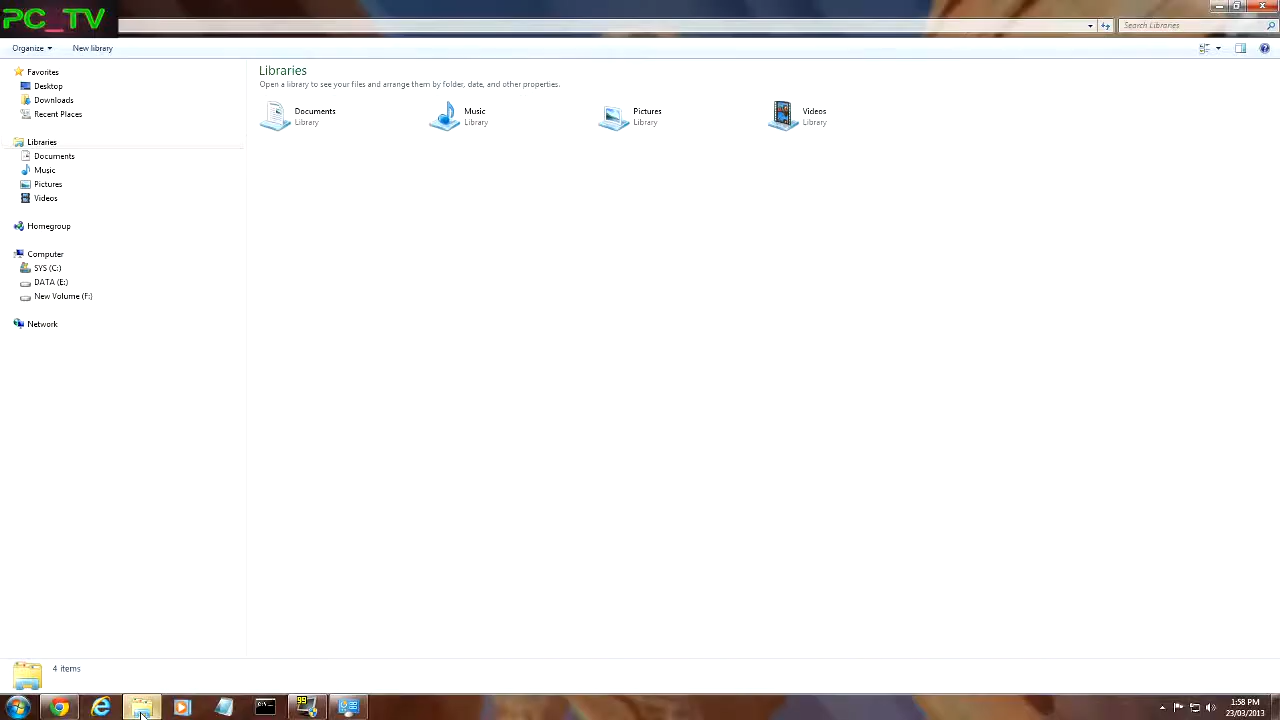 PC_TV
Search Libraries
Organize
New library
Favorites
Desktop
Downloads
Recent Places
Libraries
Documents
Music
Pictures
Videos
Homegroup
Computer
SYS (C:)
DATA (E:)
New Volume (F:)
Network
Libraries
Open a library to see your files and arrange them by folder, date, and other properties.
Documents
Library
Music
Library
Pictures
Library
Videos
Library
4 items
99
1:58 PM
23/03/2013